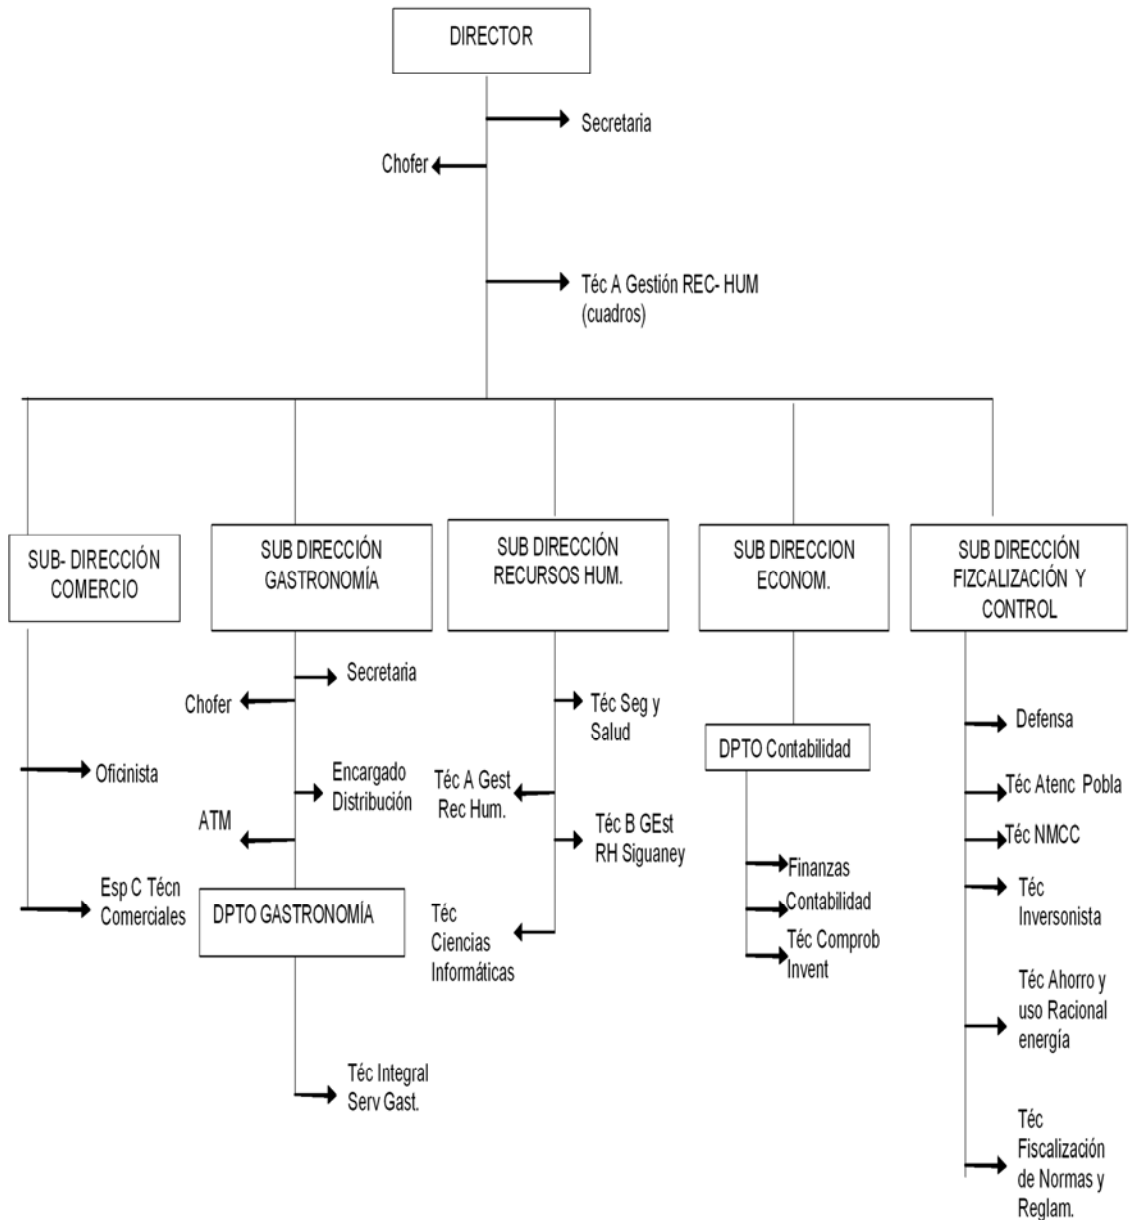 DIRECTOR
Secretaria
Chofer
Téc A Gestión REC- HUM
(cuadros)
SUB- DIRECCIÓN
COMERCIO
Oficinista
Esp C Técn
Comerciales
SUB DIRECCIÓN
GASTRONOMÍA
Secretaria
Chofer
Encargado
Distribución
ATM
DPTO GASTRONOMÍA
Téc Integral
Serv Gast.
SUB DIRECCIÓN
RECURSOS HUM.
Téc Seg y
Salud
Téc A Gest
Rec Hum.
Téc B GEst
RH Siguaney
Téc
Ciencias
Informáticas
SUB DIRECCION
ECONOM.
DPTO Contabilidad
Finanzas
Contabilidad
Téc Comprob
Invent
SUB DIRECCIÓN
FIZCALIZACIÓN Y
CONTROL
Defensa
Téc Atenc Pobla
Téc NMCC
Téc
Inversonista
Téc Ahorro y
uso Racional
energía
Téc
Fiscalización
de Normas y
Reglam.